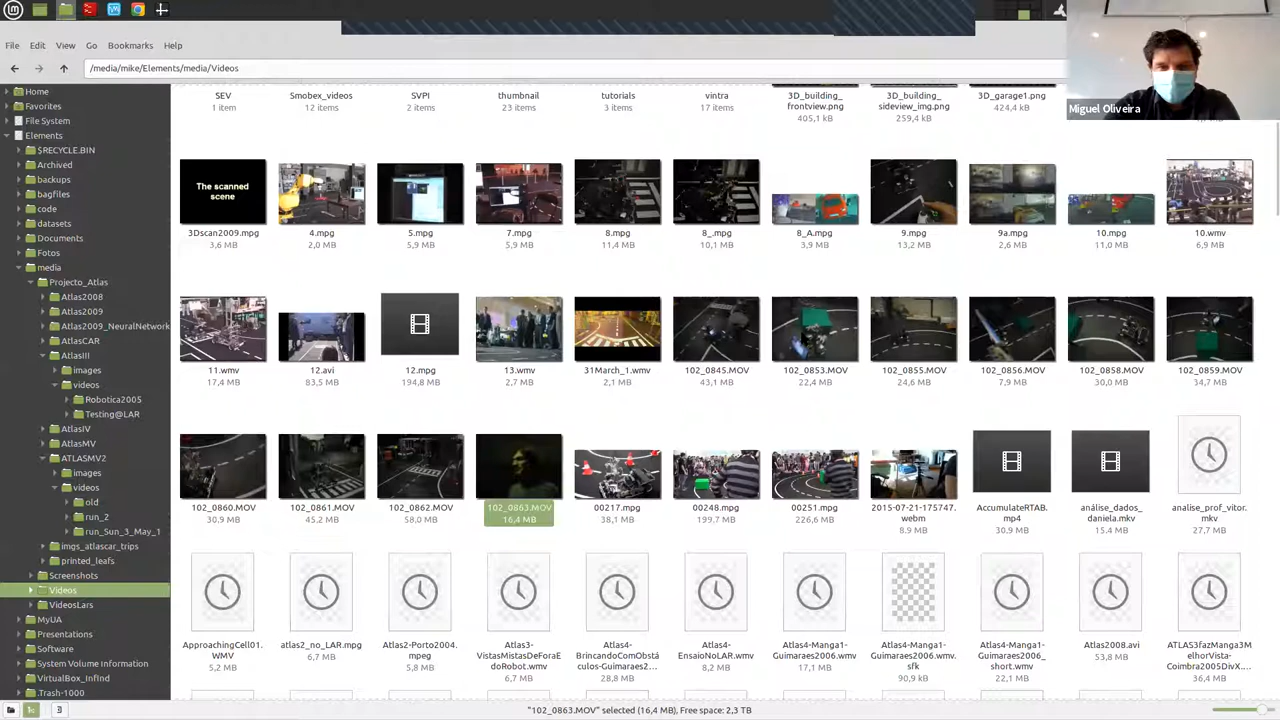 File Edit View Go Bookmarks Help
/media/mike/Elements/media/Videos
Miguel Oliveira
Home
Favorites
File System
Elements
$RECYCLE.BIN
Archived
backups
bagfiles
code
datasets
Documents
Fotos
media
Projecto_Atlas
Atlas2008
Atlas2009
Atlas2009_NeuralNetwork
AtlasCAR
AtlasIII
images
videos
Robotica2005
Testing@LAR
AtlasIV
AtlasMV
ATLASMV2
images
videos
old
run_2
run_Sun_3_May_1
imgs_atlascar_trips
printed_leafs
Screenshots
Videos
VideosLars
MyUA
Presentations
Software
System Volume Information
VirtualBox_InfInd
.Trash-1000
SEV
1 item
Smobex_videos
12 items
SVPI
2 items
thumbnail
23 items
tutorials
3 items
vintra
17 items
3D_building_
frontview.png
405,1 kB
3D_building_
sideview_img.png
259,4 kB
3D_garage1.png
424,4 kB
The scanned
scene
3Dscan2009.mpg
3,6 MB
4.mpg
2,0 MB
5.mpg
5,9 MB
7.mpg
5,9 MB
8.mpg
11,4 MB
8_.mpg
10,1 MB
8_A.mpg
3,9 MB
9.mpg
13,2 MB
9a.mpg
2,6 MB
10.mpg
11,0 MB
10.wmv
6,9 MB
11.wmv
17,4 MB
12.avi
83,5 MB
12.mpg
194,8 MB
13.wmv
2,7 MB
31March_1.wmv
2,1 MB
102_0845.MOV
43,1 MB
102_0853.MOV
22,4 MB
102_0855.MOV
24,6 MB
102_0856.MOV
7,9 MB
102_0858.MOV
30,0 MB
102_0859.MOV
34,7 MB
102_0860.MOV
30,9 MB
102_0861.MOV
45,2 MB
102_0862.MOV
58,0 MB
102_0863.MOV
16,4 MB
00217.mpg
38,1 MB
00248.mpg
199,7 MB
00251.mpg
226,6 MB
2015-07-21-175747.
webm
8,9 MB
AccumulateRTAB.
mp4
30,9 MB
análise_dados_
daniela.mkv
15,4 MB
analise_prof_vitor.
mkv
27,7 MB
ApproachingCell01.
WMV
5,2 MB
atlas2_no_LAR.mpg
6,7 MB
Atlas2-Porto2004.
mpeg
5,8 MB
Atlas3-
VistasMistasDeForaE
doRobot.wmv
6,7 MB
Atlas4-
BrincandoComObstá
culos-Guimaraes2...
28,8 MB
Atlas4-
EnsaioNoLAR.wmv
8,2 MB
Atlas4-Manga1-
Guimaraes2006.wmv
17,1 MB
Atlas4-Manga1-
Guimaraes2006.wmv.
sfk
90,9 kB
Atlas4-Manga1-
Guimaraes2006_
short.wmv
22,1 MB
Atlas2008.avi
53,8 MB
ATLAS3fazManga3M
elhorVista-
Coimbra2005DivX....
36,4 MB
"102_0863.MOV" selected (16,4 MB), Free space: 2,3 TB